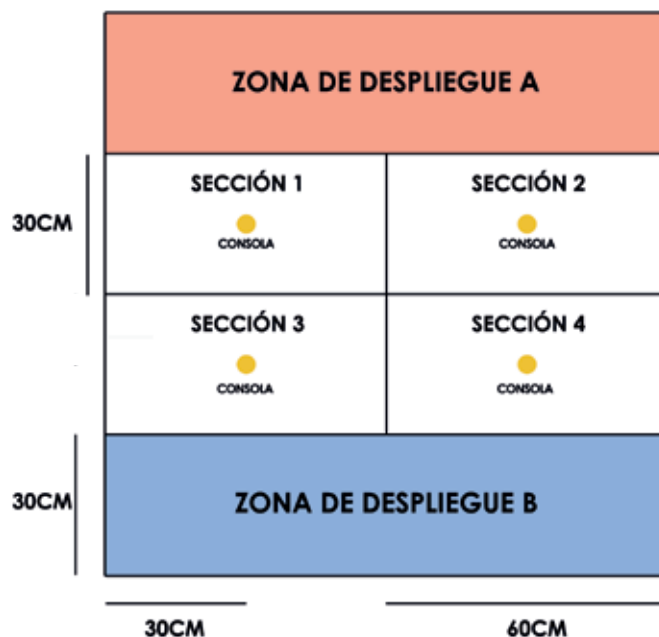 ZONA DE DESPLIEGUE A
SECCIÓN 1
SECCIÓN 2
30CM
CONSOLA
CONSOLA
SECCIÓN 3
SECCIÓN 4
CONSOLA
CONSOLA
30CM
ZONA DE DESPLIEGUE B
30CM
60CM